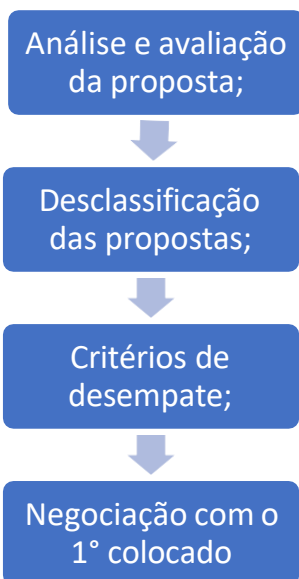 Análise e avaliação
da proposta;
Desclassificação
das propostas;
Critérios de
desempate;
Negociação com o
1° colocado